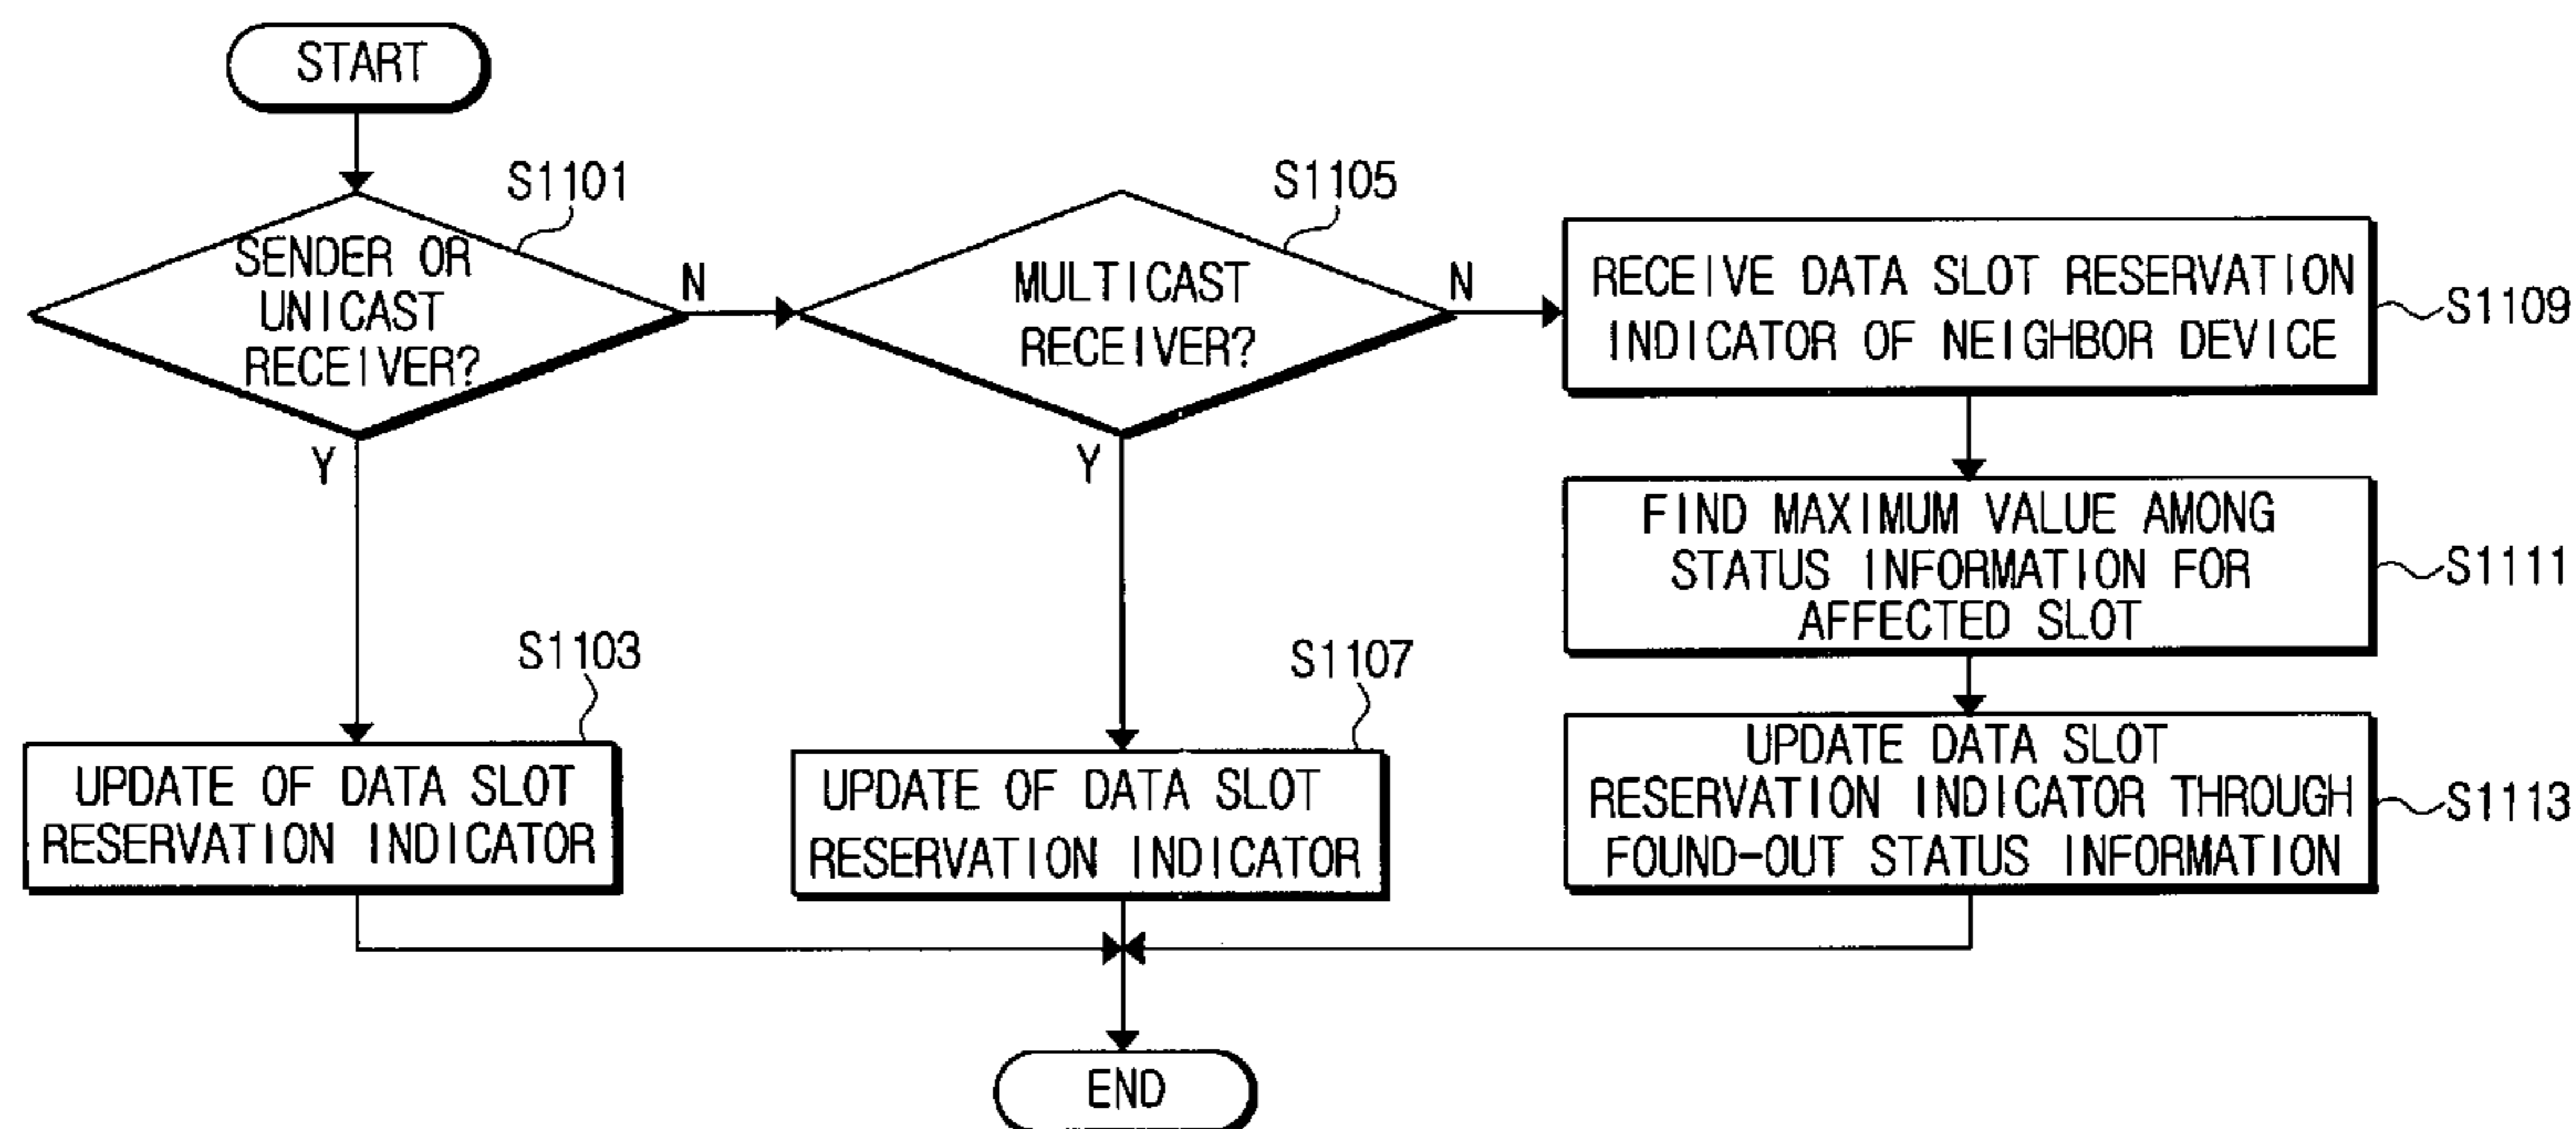 START
S1101
SENDER OR
UNICAST
RECEIVER?
N
Y
S1105
MULTICAST
RECEIVER?
N
Y
RECEIVE DATA SLOT RESERVATION
INDICATOR OF NEIGHBOR DEVICE
S1109
FIND MAXIMUM VALUE AMONG
STATUS INFORMATION FOR
AFFECTED SLOT
S1111
S1103
UPDATE OF DATA SLOT
RESERVATION INDICATOR
S1107
UPDATE OF DATA SLOT
RESERVATION INDICATOR
UPDATE DATA SLOT
RESERVATION INDICATOR THROUGH
FOUND-OUT STATUS INFORMATION
S1113
END